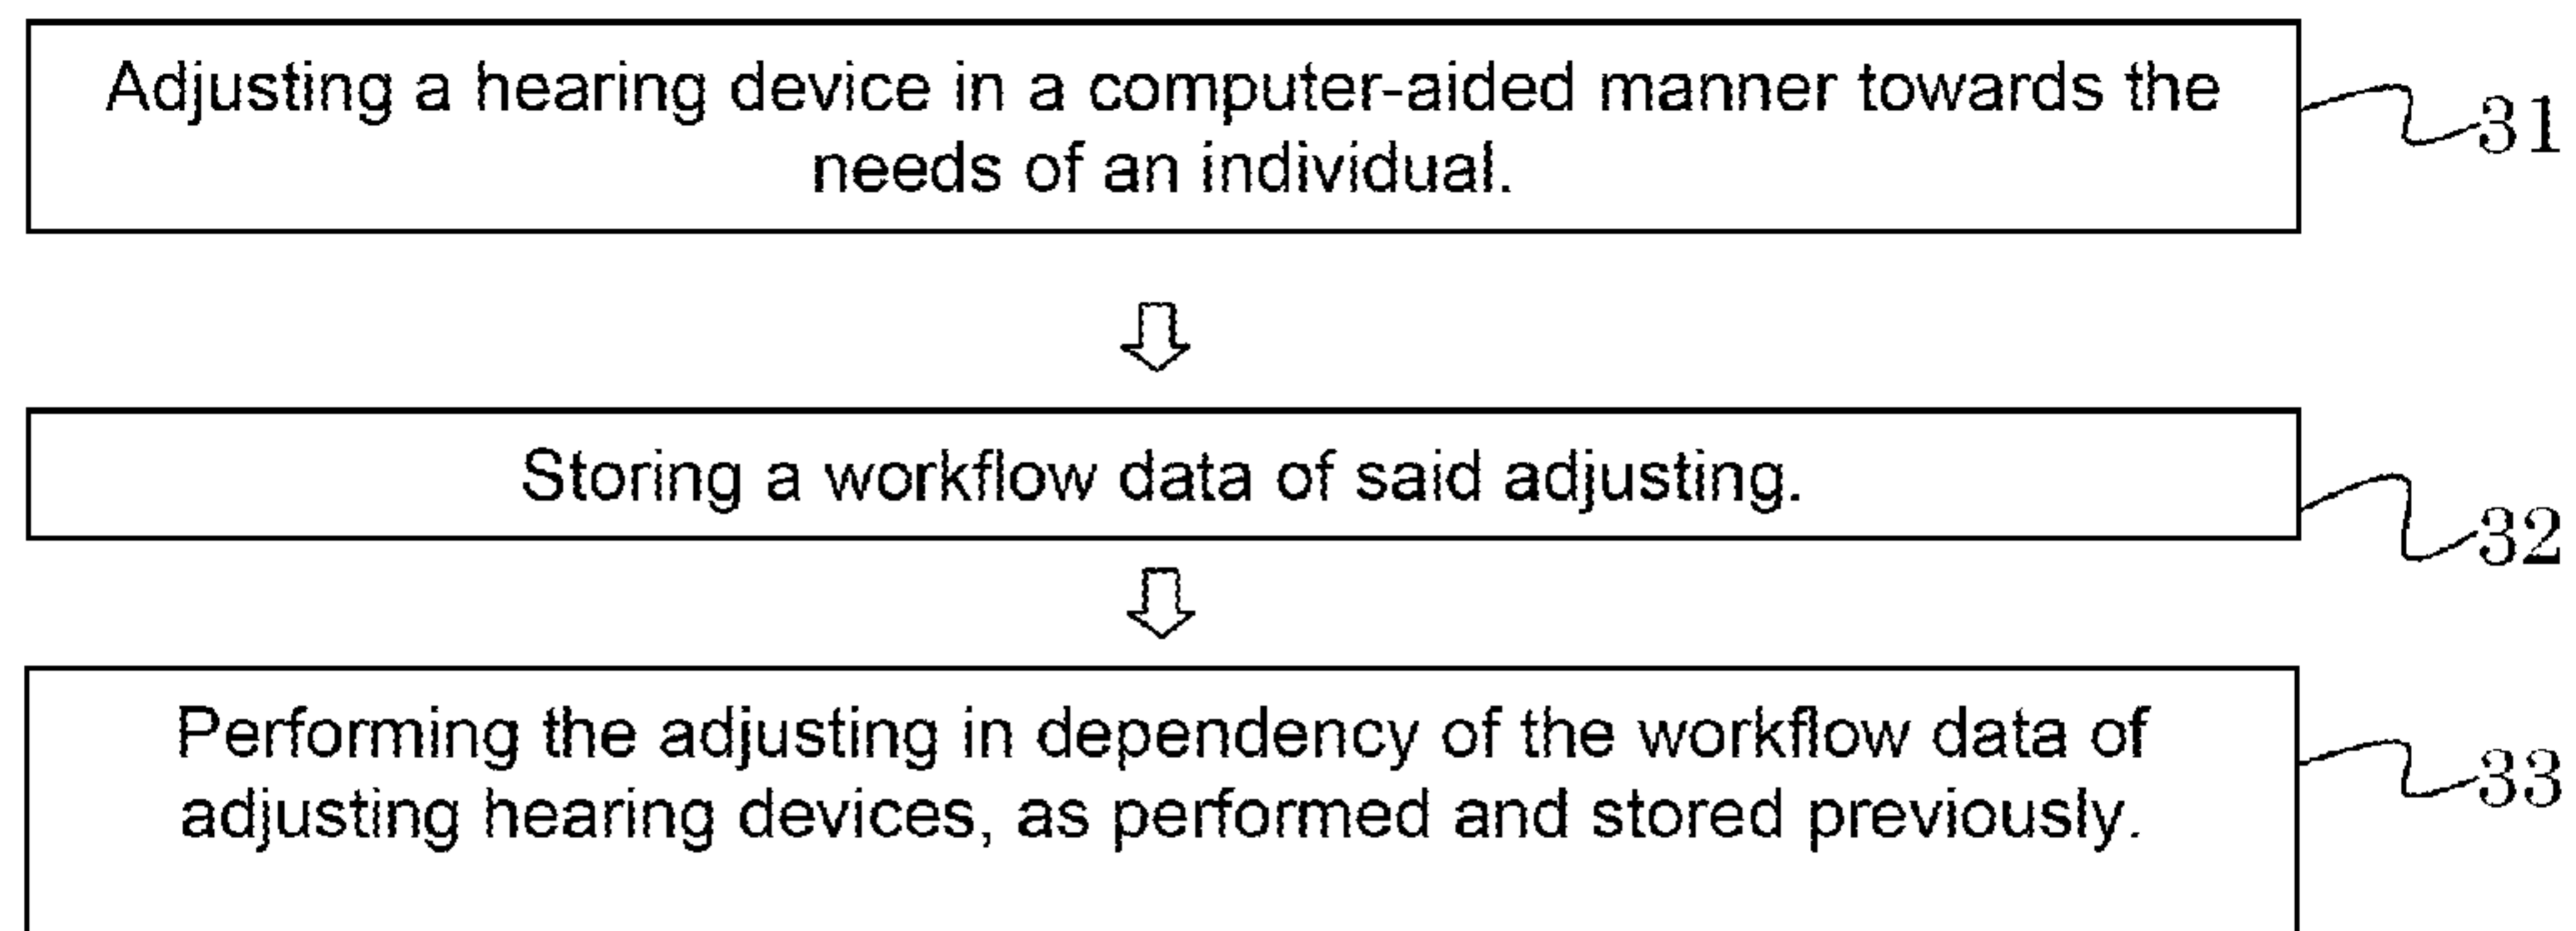 Adjusting a hearing device in a computer-aided manner towards the
needs of an individual.
31
Storing a workflow data of said adjusting.
32
Performing the adjusting in dependency of the workflow data of
adjusting hearing devices, as performed and stored previously.
33